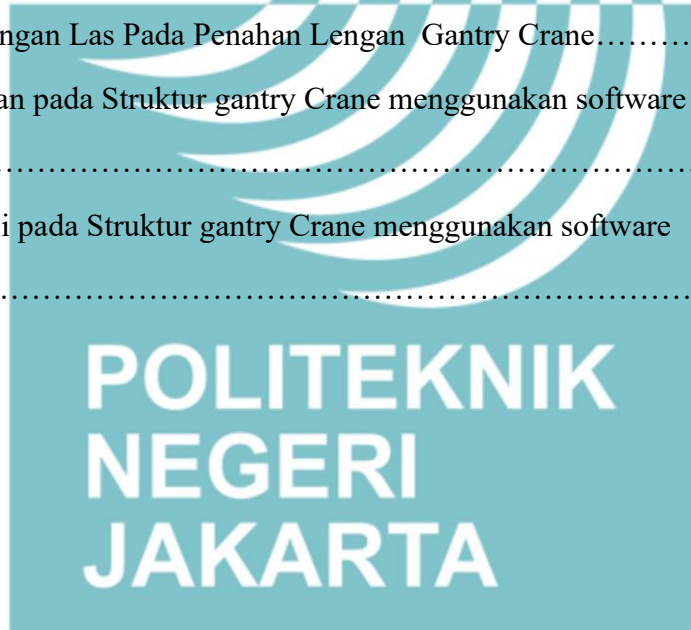 ngan Las Pada Penahan Lengan Gantry Crane………
an pada Struktur gantry Crane menggunakan software
……………………………………………………………
i pada Struktur gantry Crane menggunakan software
……………………………………………………………
POLITEKNIK
NEGERI
JAKARTA